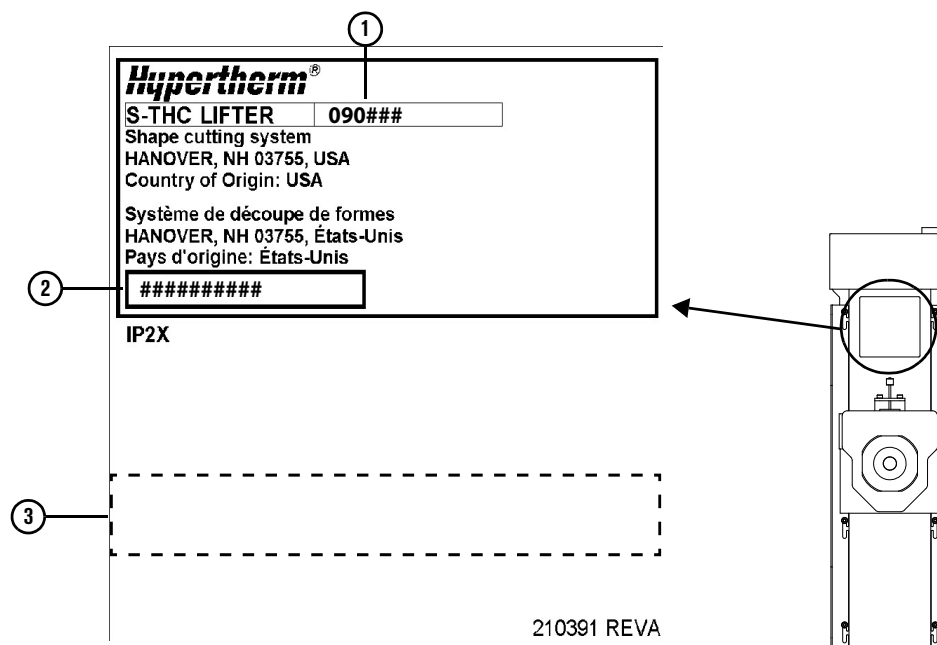 1
Hypertherm®
S-THC LIFTER 090###
Shape cutting system
HANOVER, NH 03755, USA
Country of Origin: USA
Système de découpe de formes
HANOVER, NH 03755, États-Unis
Pays d'origine: États-Unis
2 ##########
IP2X
3
210391 REVA